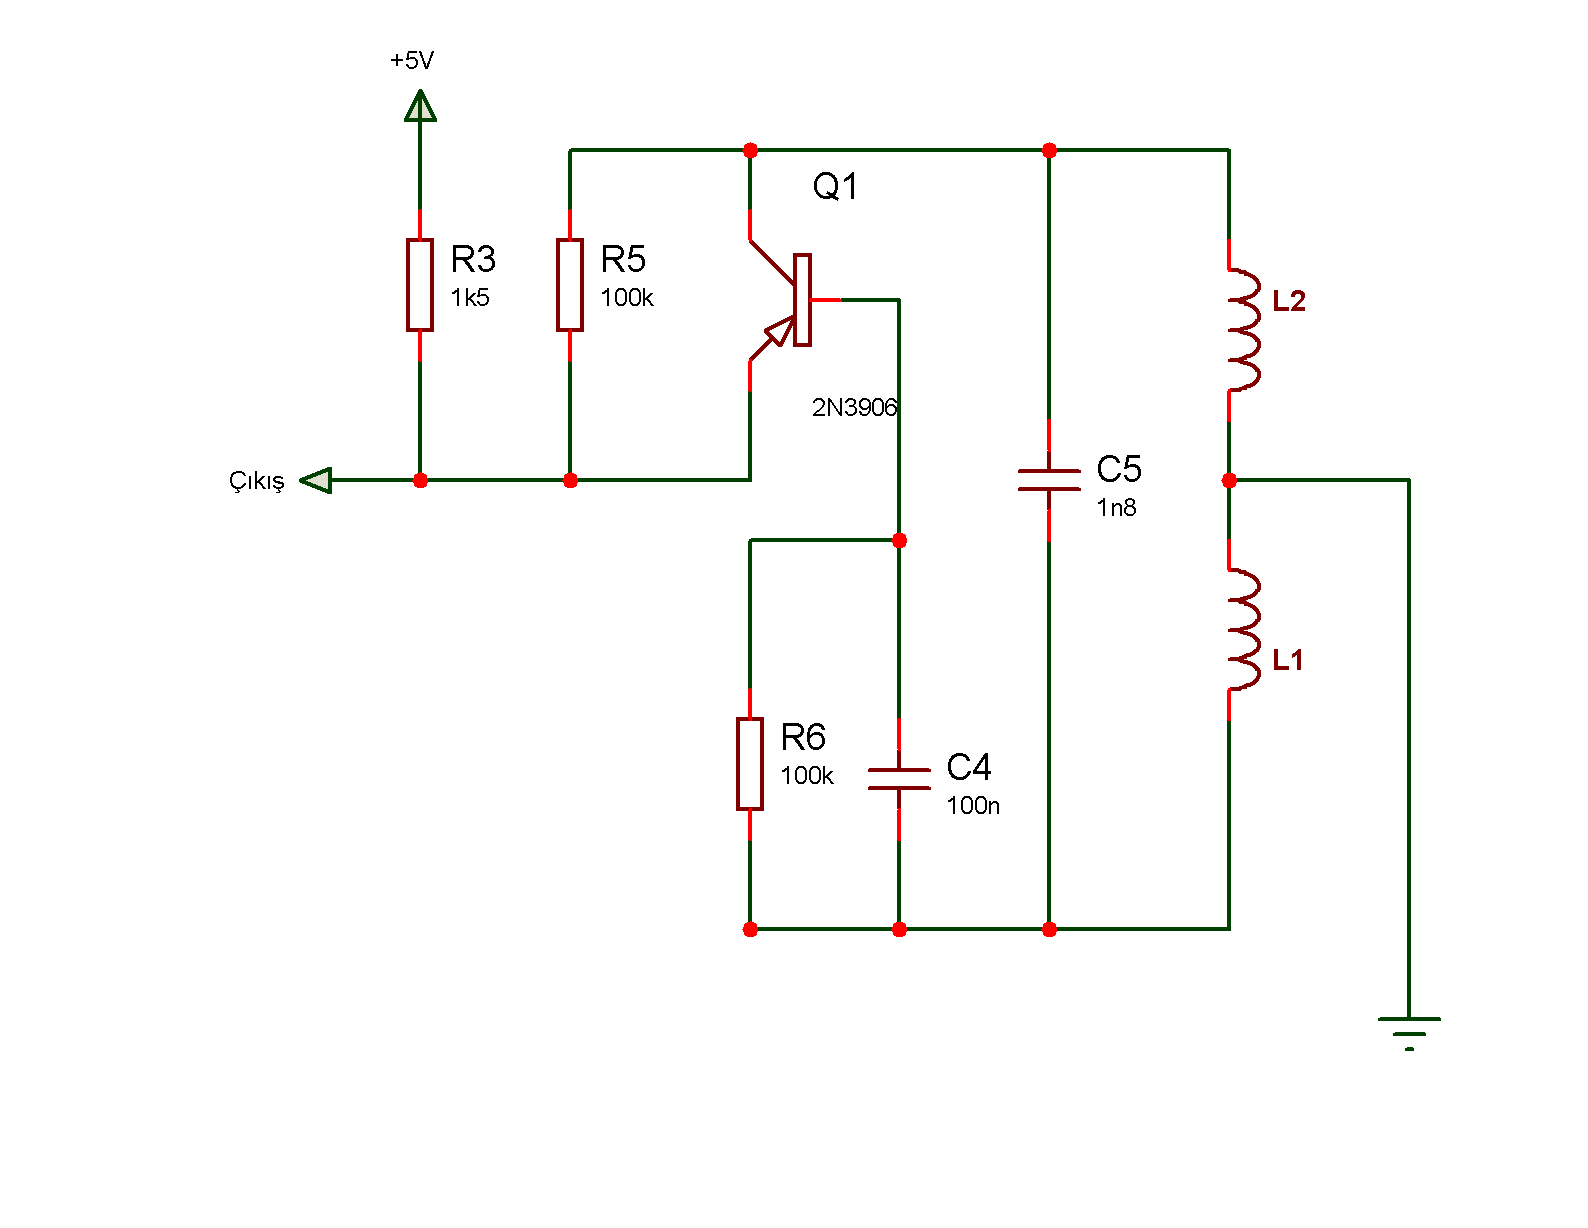 +5V
Q1
R3
1k5
R5
100k
L2
2N3906
C5
1n8
Çıkış
L1
R6
100k
C4
100n